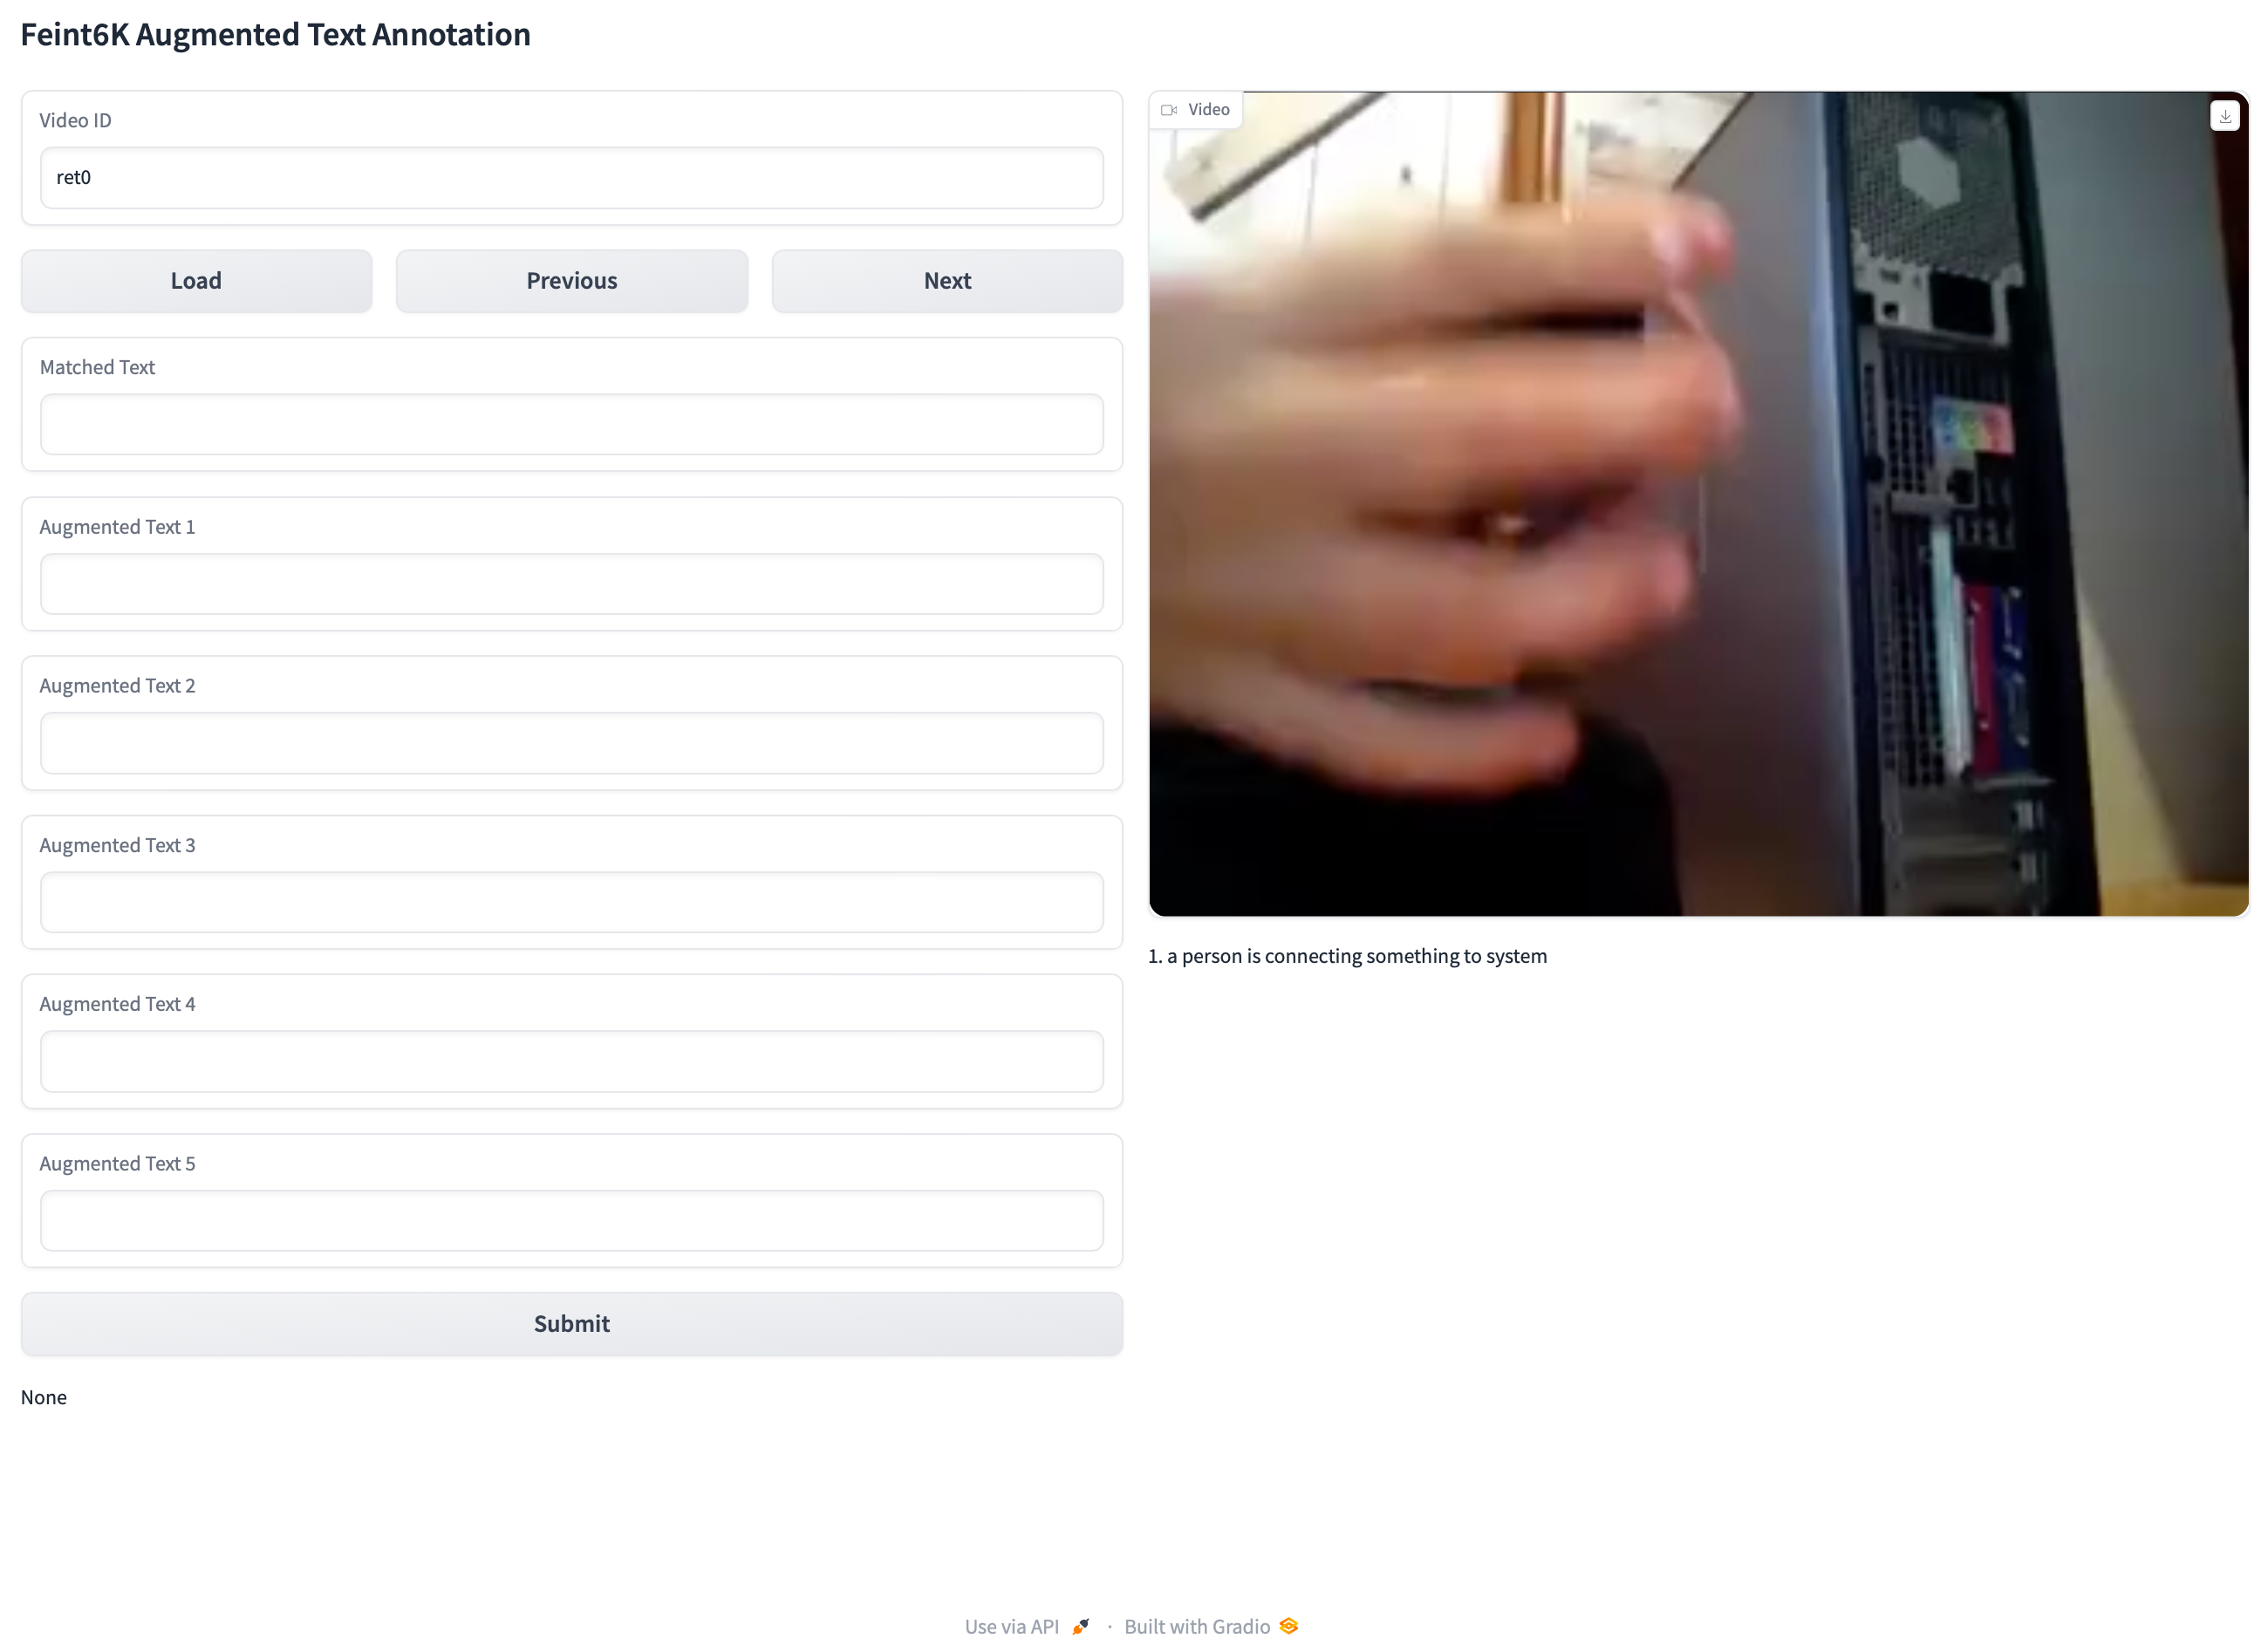 Feint6K Augmented Text Annotation
Video ID
ret0
Load
Previous
Next
Matched Text
Augmented Text 1
Augmented Text 2
Augmented Text 3
Augmented Text 4
Augmented Text 5
Submit
None
Video
1. a person is connecting something to system
Use via API · Built with Gradio